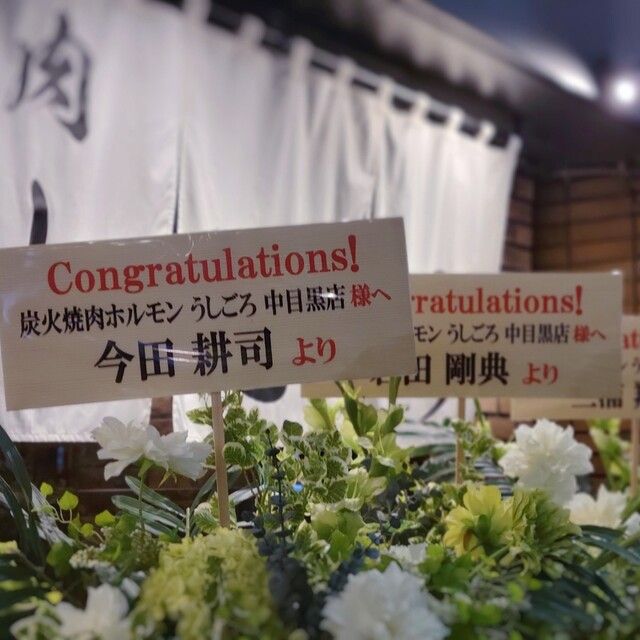 肉
Congratulations!
炭火焼肉ホルモン うしごろ 中目黒店 様へ
今田 耕司 より
ratulations!
モン うしごろ 中目黒店 様へ
田 剛典 より